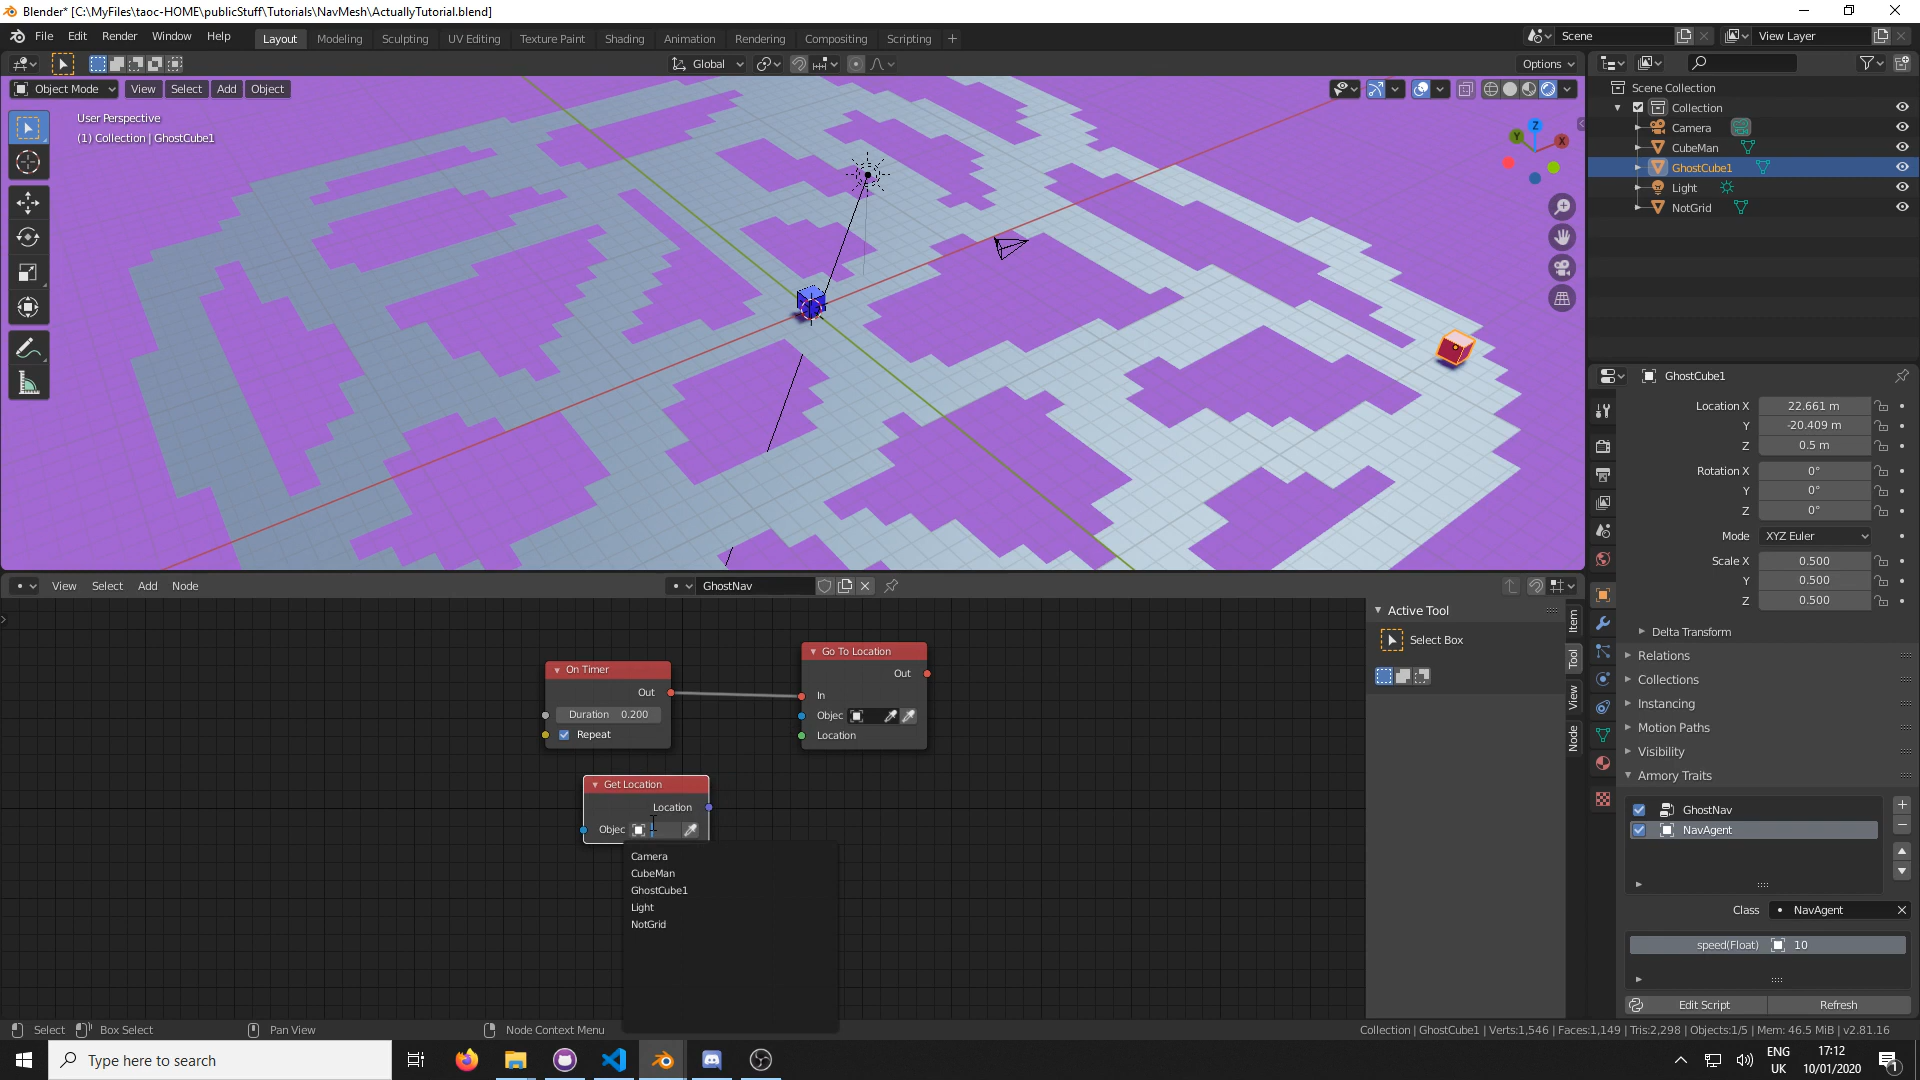 Blender* [C:\MyFiles\taoc-HOME\publicStuff\Tutorials\NavMesh\ActuallyTutorial.blend]
File Edit Render Window Help Layout Modeling Sculpting UV Editing Texture Paint Shading Animation Rendering Compositing Scripting + Scene View Layer
Global Options
Object Mode View Select Add Object
User Perspective
(1) Collection | GhostCube1
Z
Y
X
Scene Collection
Collection
Camera
CubeMan
GhostCube1
Light
NotGrid
GhostCube1
Location X 22.661 m
Y -20.409 m
Z 0.5 m
Rotation X 0°
Y 0°
Z 0°
Mode XYZ Euler
Scale X 0.500
Y 0.500
Z 0.500
Delta Transform
Relations
Collections
Instancing
Motion Paths
Visibility
Armory Traits
GhostNav
NavAgent
Class NavAgent
speed(Float) 10
Edit Script Refresh
View Select Add Node GhostNav
On Timer
Out
Duration 0.200
Repeat
Go To Location
Out
In
Objec
Location
Get Location
Location
Objec
Camera
CubeMan
GhostCube1
Light
NotGrid
Active Tool
Select Box
Item
Tool
View
Node
Select Box Select Pan View Node Context Menu Collection | GhostCube1 | Verts:1,546 | Faces:1,149 | Tris:2,298 | Objects:1/5 | Mem: 46.5 MiB | v2.81.16
Type here to search
ENG
UK
17:12
10/01/2020
1